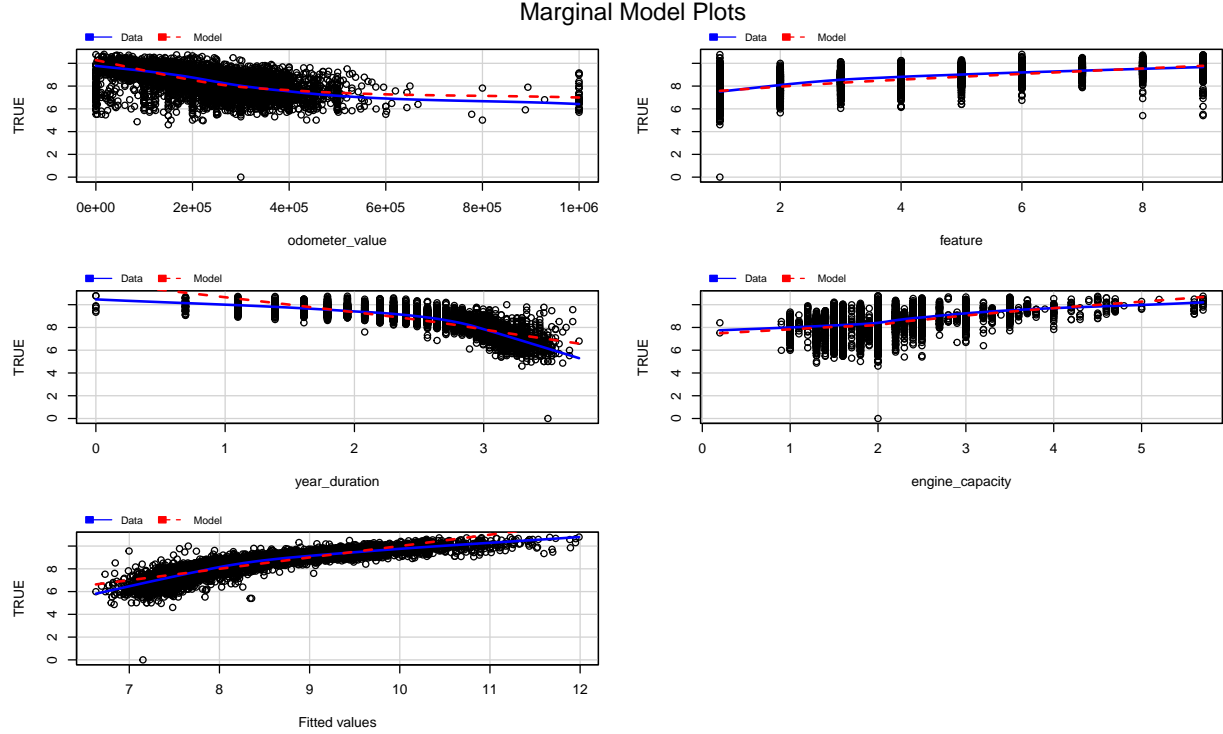 Marginal Model Plots
Data Model
TRUE
0 2 4 6 8
0e+00 2e+05 4e+05 6e+05 8e+05 1e+06
odometer_value
Data Model
TRUE
0 2 4 6 8
2 4 6 8
feature
Data Model
TRUE
0 2 4 6 8
0 1 2 3
year_duration
Data Model
TRUE
0 2 4 6 8
0 1 2 3 4 5
engine_capacity
Data Model
TRUE
0 2 4 6 8
7 8 9 10 11 12
Fitted values